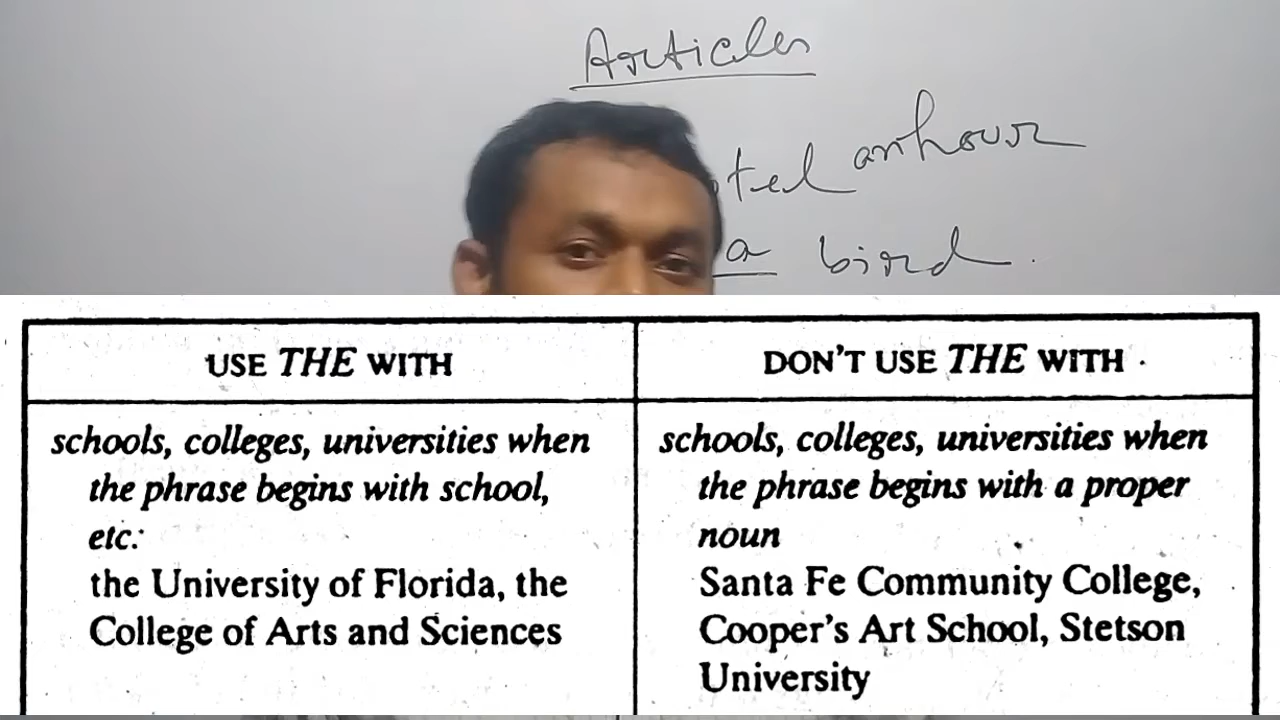 Articles
an hour
a bird.
USE THE WITH
DON'T USE THE WITH
schools, colleges, universities when
the phrase begins with school,
etc.:
the University of Florida, the
College of Arts and Sciences
schools, colleges, universities when
the phrase begins with a proper
noun
Santa Fe Community College,
Cooper's Art School, Stetson
University